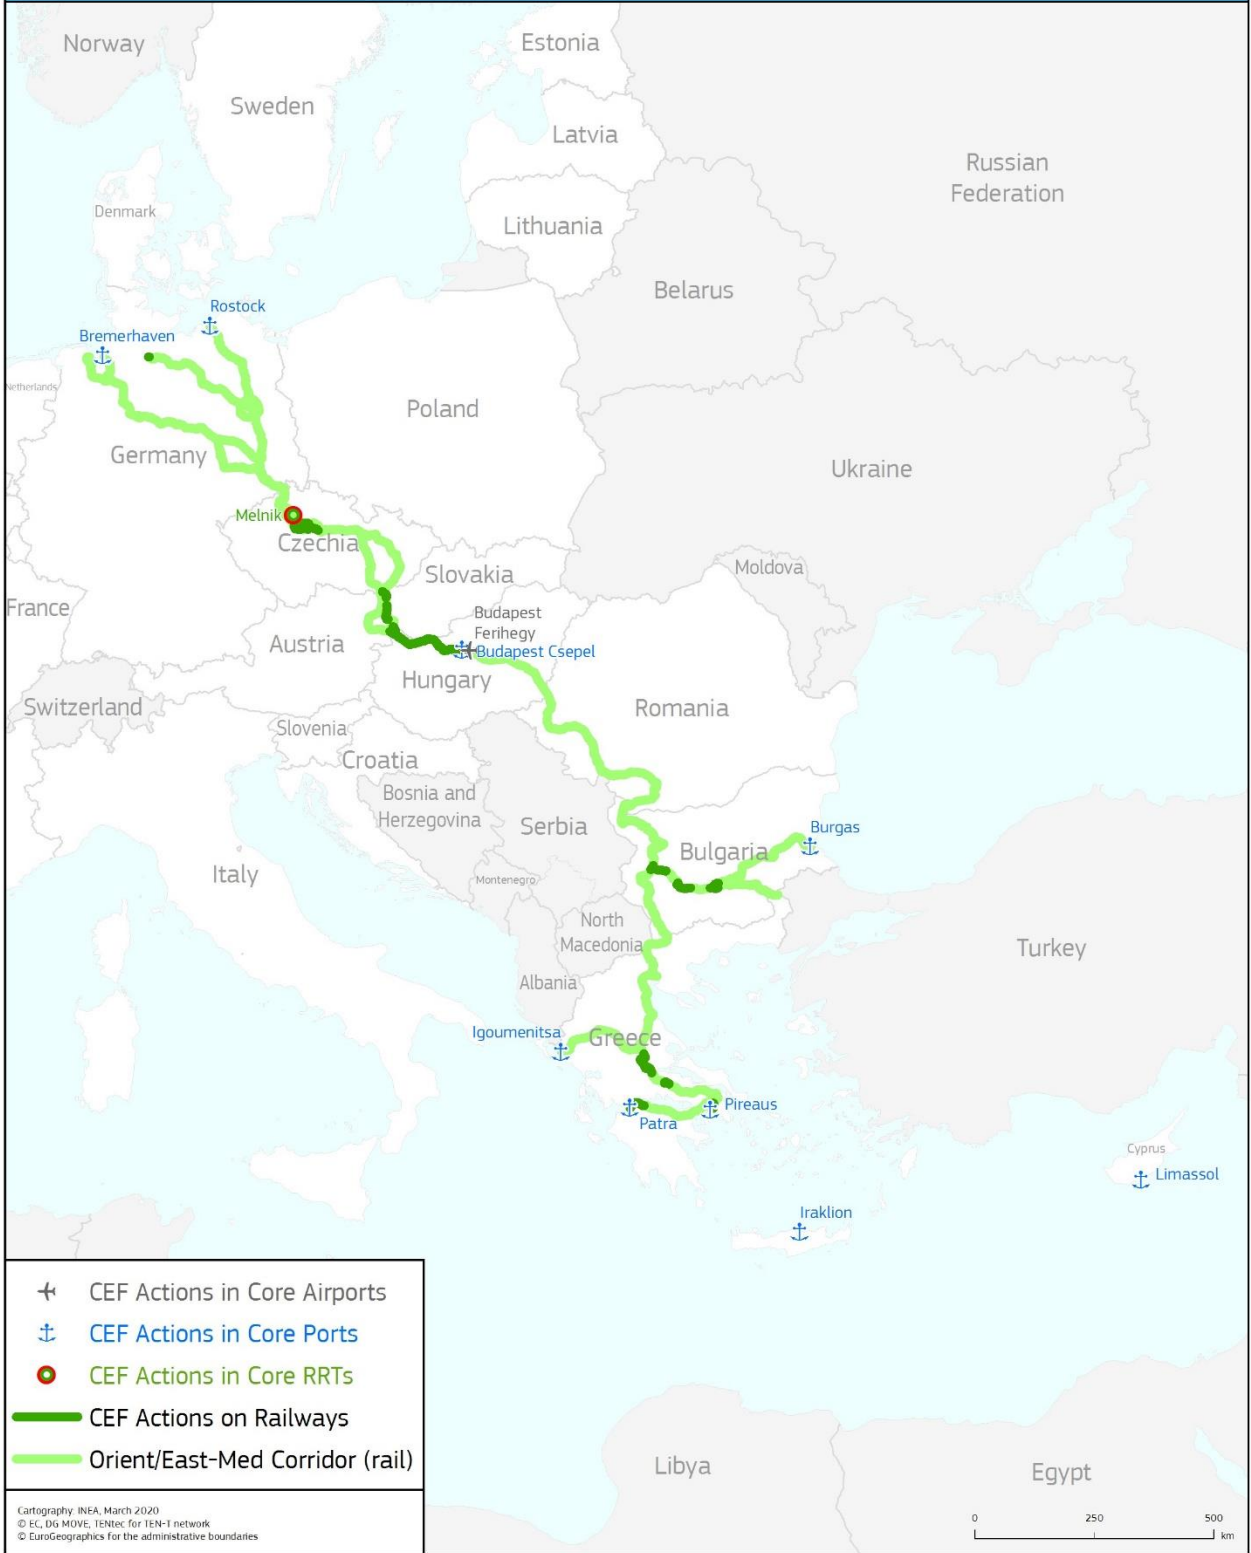 Norway
Estonia
Sweden
Latvia
Russian
Federation
Denmark
Lithuania
Belarus
Rostock
Bremerhaven
Netherlands
Poland
Germany
Ukraine
Melnik
Czechia
Slovakia
Moldova
France
Budapest
Ferihegy
Budapest Csepel
Austria
Hungary
Switzerland
Romania
Slovenia
Croatia
Bosnia and
Herzegovina
Serbia
Burgas
Bulgaria
Italy
Montenegro
North
Macedonia
Turkey
Albania
Igoumenitsa
Greece
Pireaus
Patra
Cyprus
Limassol
Iraklion
CEF Actions in Core Airports
CEF Actions in Core Ports
CEF Actions in Core RRTs
CEF Actions on Railways
Orient/East-Med Corridor (rail)
Libya
Egypt
Cartography: INEA, March 2020
© EC, DG MOVE, TENtec for TEN-T network
© EuroGeographics for the administrative boundaries
0 250 500
km